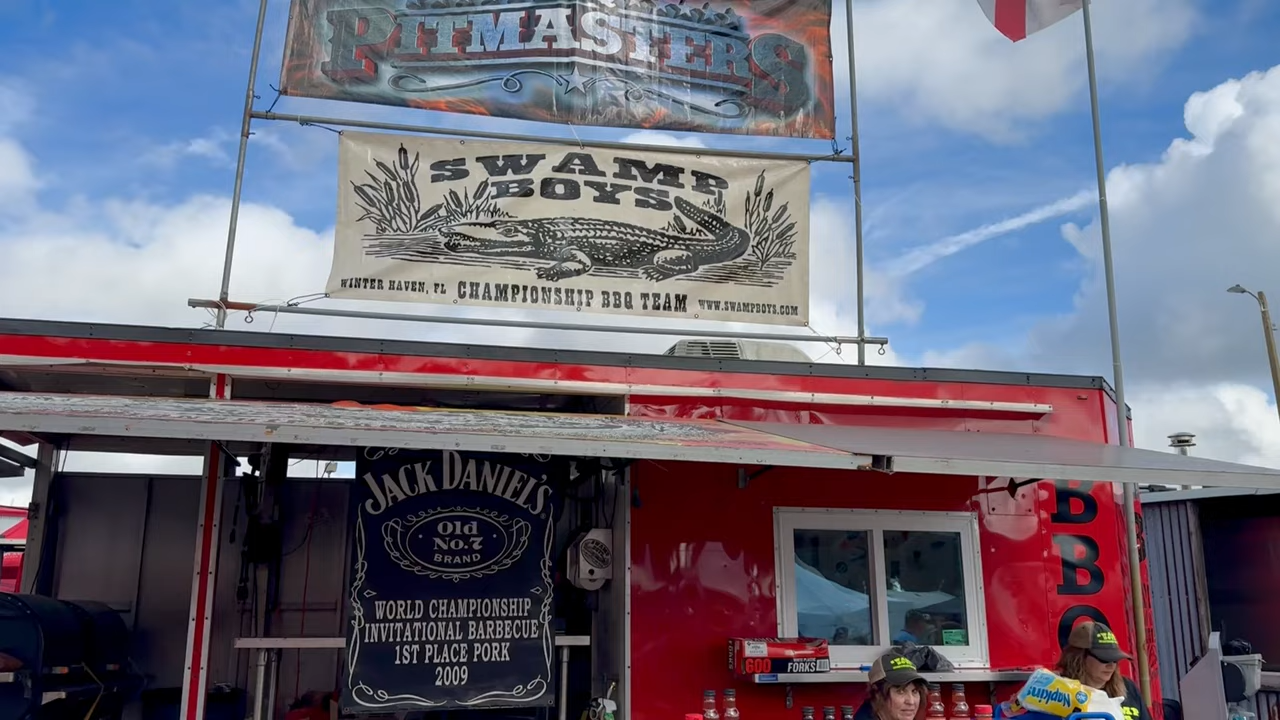 PITMASTERS
SWAMP
BOYS
WINTER HAVEN, FL CHAMPIONSHIP BBQ TEAM WWW.SWAMPBOYS.COM
JACK DANIEL'S
Old
No.7
BRAND
WORLD CHAMPIONSHIP
INVITATIONAL BARBECUE
1ST PLACE PORK
2009
BBQ
600 FORKS
Napkins